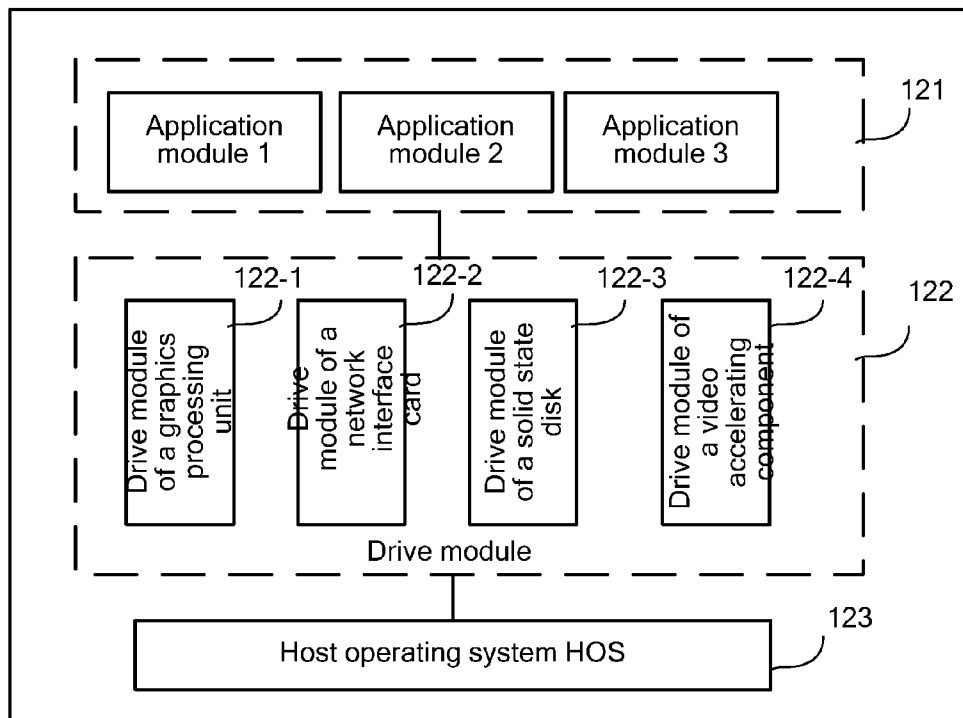 121
Application
module 1
Application
module 2
Application
module 3
122-1
122-2
122-3
122-4
122
Drive module
of a graphics
processing
unit
Drive
module of a
network
interface
card
Drive module
of a solid state
disk
Drive module of
a video
accelerating
component
Drive module
123
Host operating system HOS